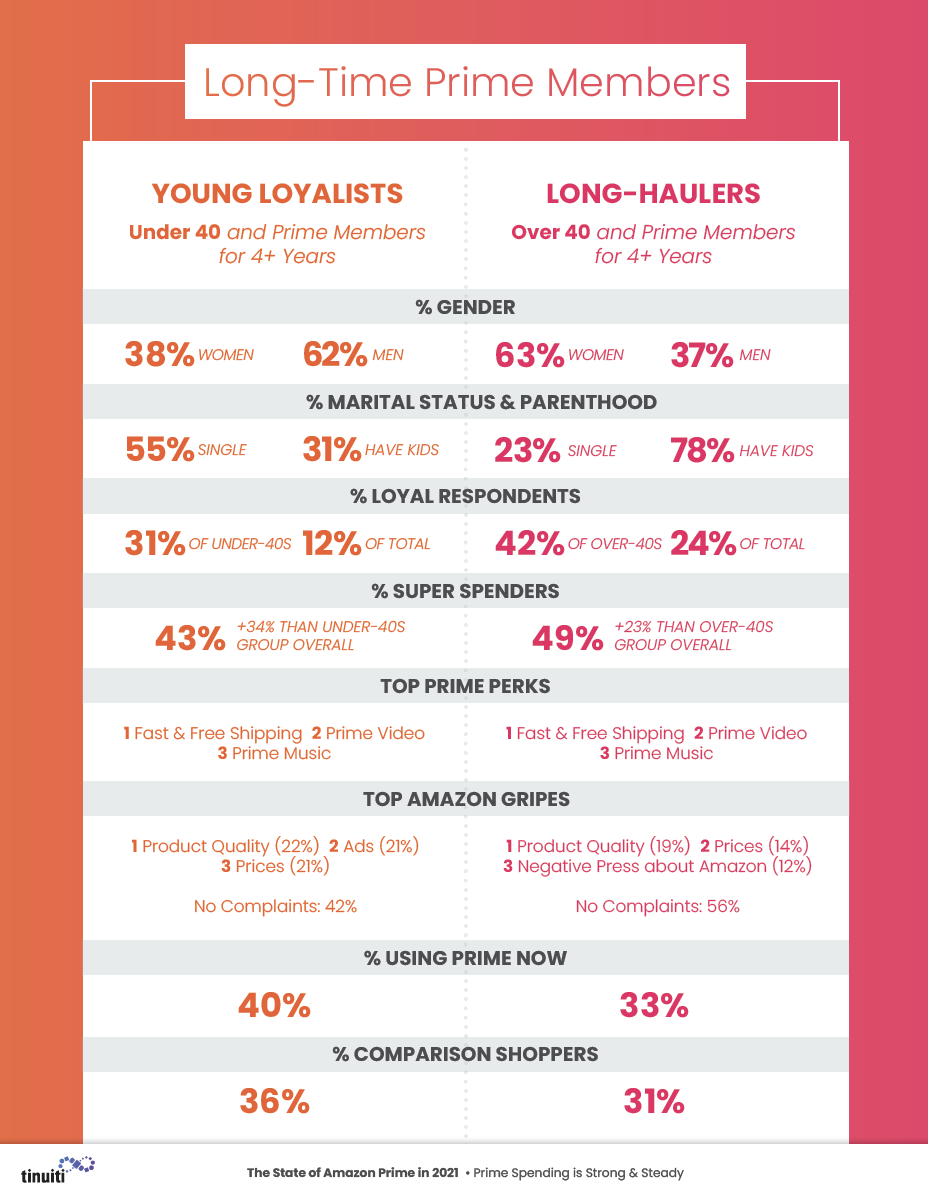 Long-Time Prime Members
YOUNG LOYALISTS
Under 40 and Prime Members
for 4+ Years
LONG-HAULERS
Over 40 and Prime Members
for 4+ Years
% GENDER
38% WOMEN 62% MEN
63% WOMEN 37% MEN
% MARITAL STATUS & PARENTHOOD
55% SINGLE 31% HAVE KIDS
23% SINGLE 78% HAVE KIDS
% LOYAL RESPONDENTS
31% OF UNDER-40S 12% OF TOTAL
42% OF OVER-40S 24% OF TOTAL
% SUPER SPENDERS
43% +34% THAN UNDER-40S
GROUP OVERALL
49% +23% THAN OVER-40S
GROUP OVERALL
TOP PRIME PERKS
1 Fast & Free Shipping 2 Prime Video
3 Prime Music
1 Fast & Free Shipping 2 Prime Video
3 Prime Music
TOP AMAZON GRIPES
1 Product Quality (22%) 2 Ads (21%)
3 Prices (21%)
No Complaints: 42%
1 Product Quality (19%) 2 Prices (14%)
3 Negative Press about Amazon (12%)
No Complaints: 56%
% USING PRIME NOW
40%
33%
% COMPARISON SHOPPERS
36%
31%
tinuiti
The State of Amazon Prime in 2021 • Prime Spending is Strong & Steady